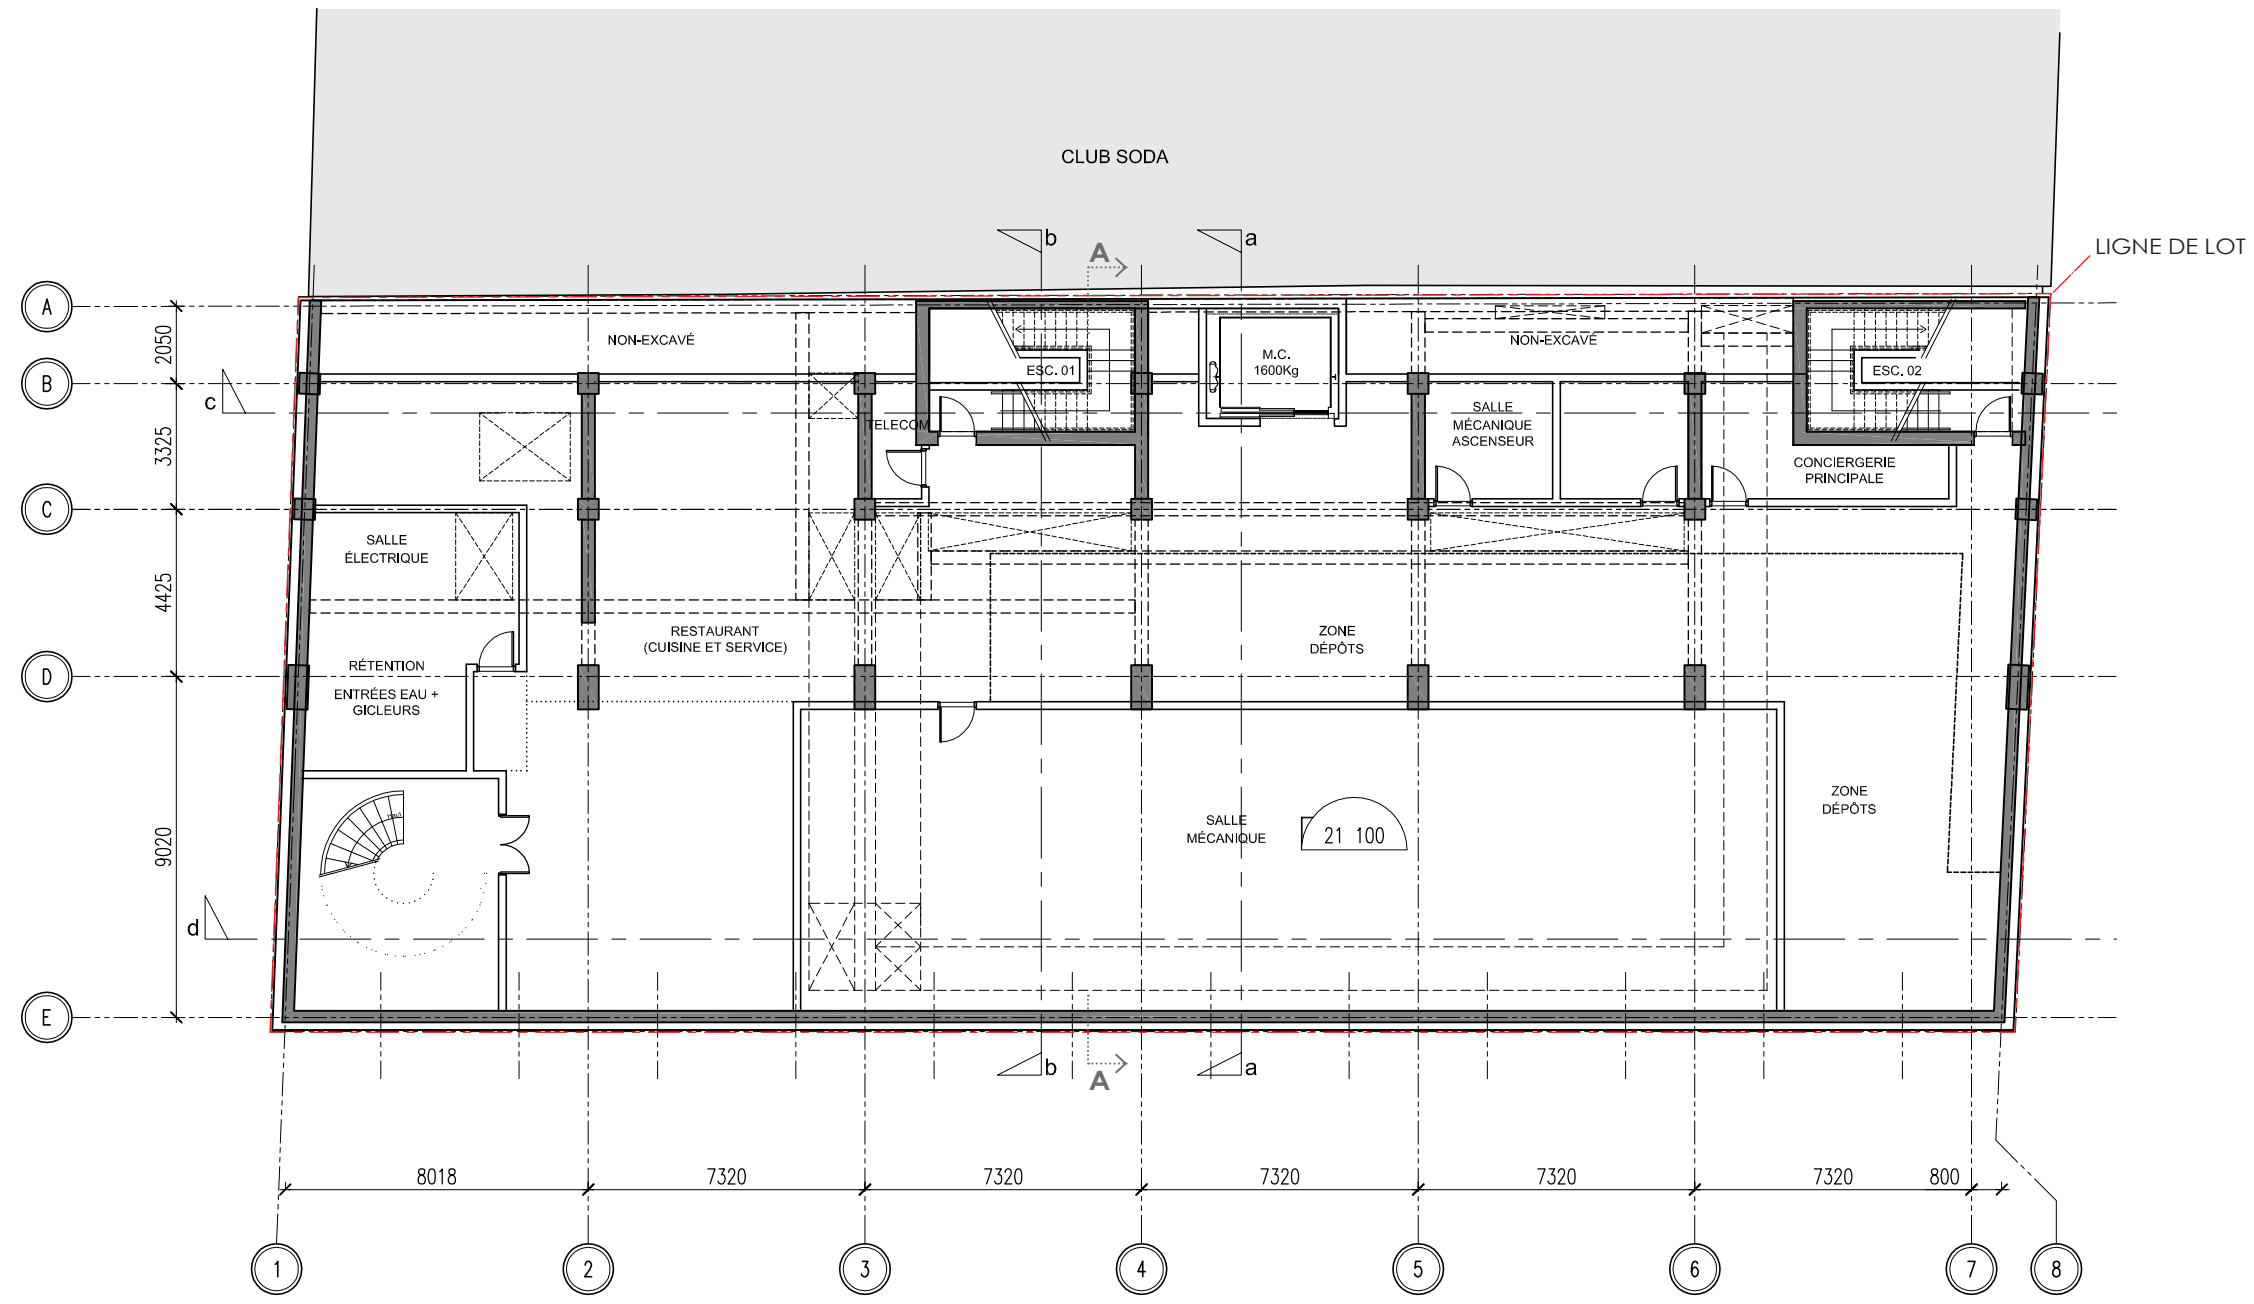 CLUB SODA
LIGNE DE LOT
b
A
a
A
2050
NON-EXCAVÉ
NON-EXCAVÉ
M.C.
1600Kg
B
ESC. 01
ESC. 02
c
3325
TELECOM
SALLE
MÉCANIQUE
ASCENSEUR
CONCIERGERIE
PRINCIPALE
C
SALLE
ÉLECTRIQUE
4425
RESTAURANT
(CUISINE ET SERVICE)
ZONE
DÉPÔTS
D
RÉTENTION
ENTRÉES EAU +
GICLEURS
9020
haut
SALLE
MÉCANIQUE
21 100
ZONE
DÉPÔTS
d
E
b
A
a
8018
7320
7320
7320
7320
7320
800
1
2
3
4
5
6
7
8